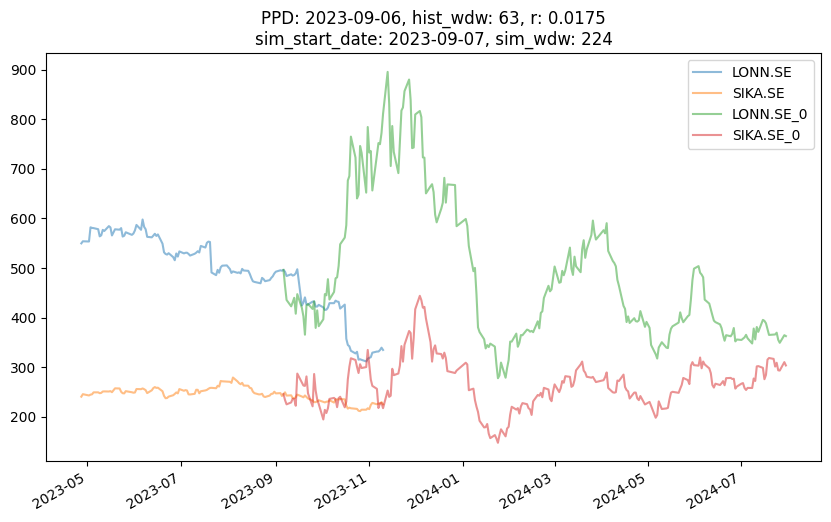 PPD: 2023-09-06, hist_wdw: 63, r: 0.0175
sim_start_date: 2023-09-07, sim_wdw: 224
900
800
700
600
500
400
300
200
LONN.SE
SIKA.SE
LONN.SE_0
SIKA.SE_0
2023-05
2023-07
2023-09
2023-11
2024-01
2024-03
2024-05
2024-07